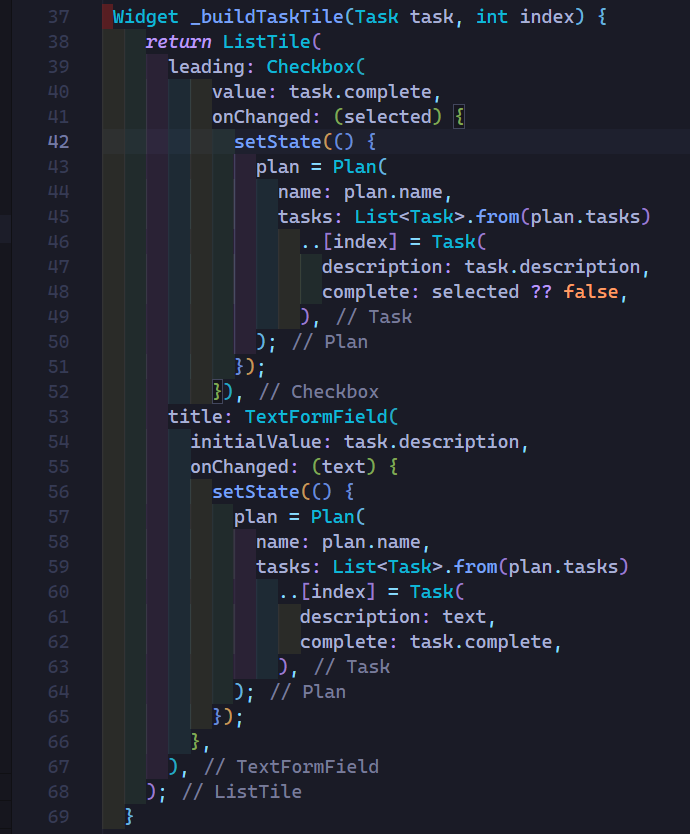 37 Widget _buildTaskTile(Task task, int index) {
38 return ListTile(
39 leading: Checkbox(
40 value: task.complete,
41 onChanged: (selected) {
42 setState(() {
43 plan = Plan(
44 name: plan.name,
45 tasks: List<Task>.from(plan.tasks)
46 ..[index] = Task(
47 description: task.description,
48 complete: selected ?? false,
49 ), // Task
50 ); // Plan
51 });
52 }), // Checkbox
53 title: TextFormField(
54 initialValue: task.description,
55 onChanged: (text) {
56 setState(() {
57 plan = Plan(
58 name: plan.name,
59 tasks: List<Task>.from(plan.tasks)
60 ..[index] = Task(
61 description: text,
62 complete: task.complete,
63 ), // Task
64 ); // Plan
65 });
66 },
67 ), // TextFormField
68 ); // ListTile
69 }